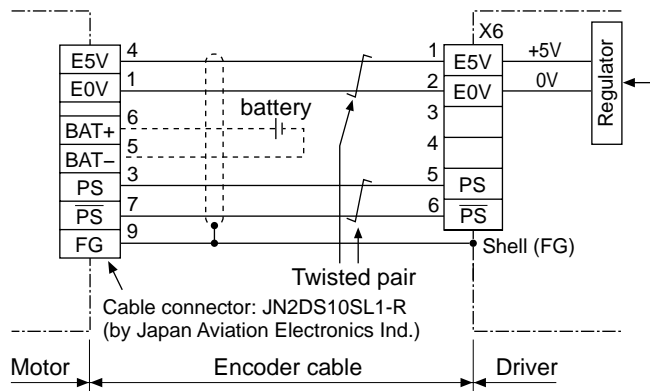 X6
E5V 4 1 E5V +5V
E0V 1 2 E0V 0V
Regulator
3
battery
BAT+ 6
4
BAT– 5
PS 3 5 PS
PS 7 6 PS
FG 9
Shell (FG)
Twisted pair
Cable connector: JN2DS10SL1-R
(by Japan Aviation Electronics Ind.)
Motor Encoder cable Driver